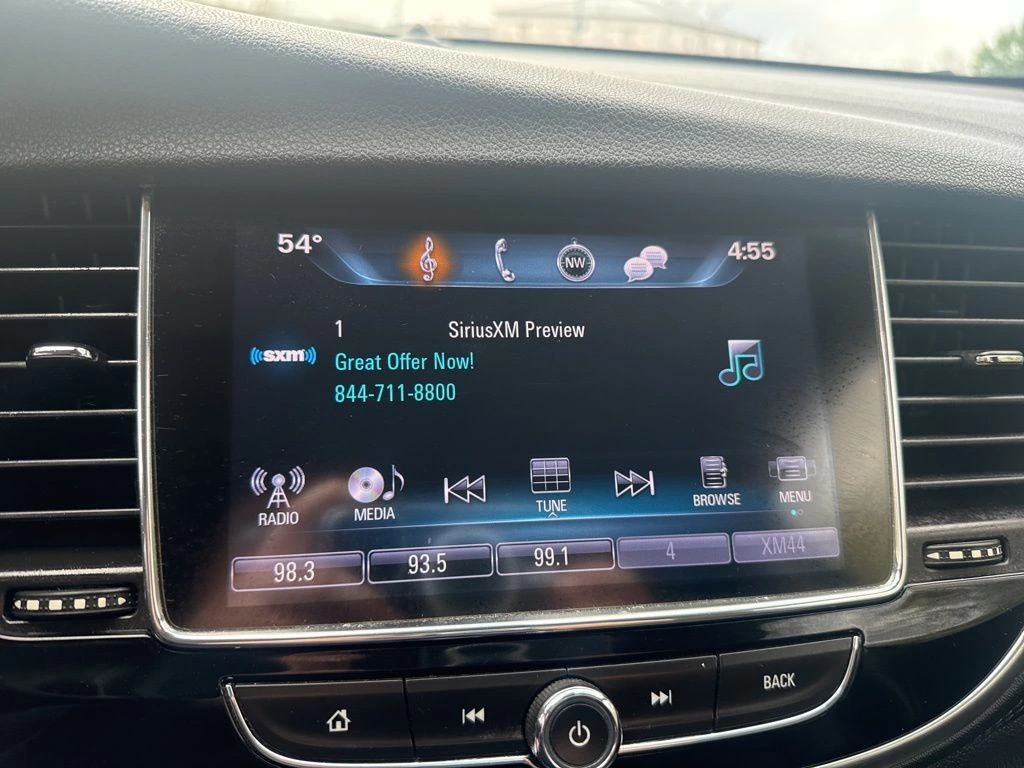 54°
NW
4:55
1
SiriusXM Preview
((sxm))
Great Offer Now!
844-711-8800
RADIO
MEDIA
TUNE
BROWSE
MENU
98.3
93.5
99.1
4
XM44
BACK